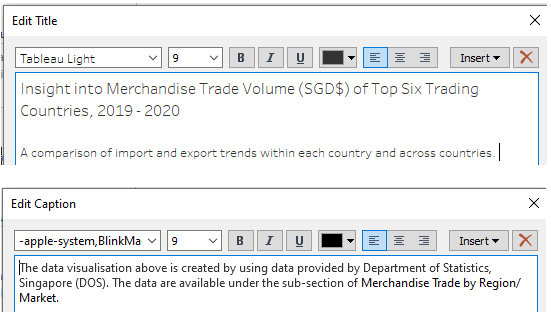 Edit Title
Tableau Light 9 B I U Insert
Insight into Merchandise Trade Volume (SGD$) of Top Six Trading
Countries, 2019 - 2020
A comparison of import and export trends within each country and across countries.
Edit Caption
-apple-system,BlinkMa 9 B I U Insert
The data visualisation above is created by using data provided by Department of Statistics,
Singapore (DOS). The data are available under the sub-section of Merchandise Trade by Region/
Market.